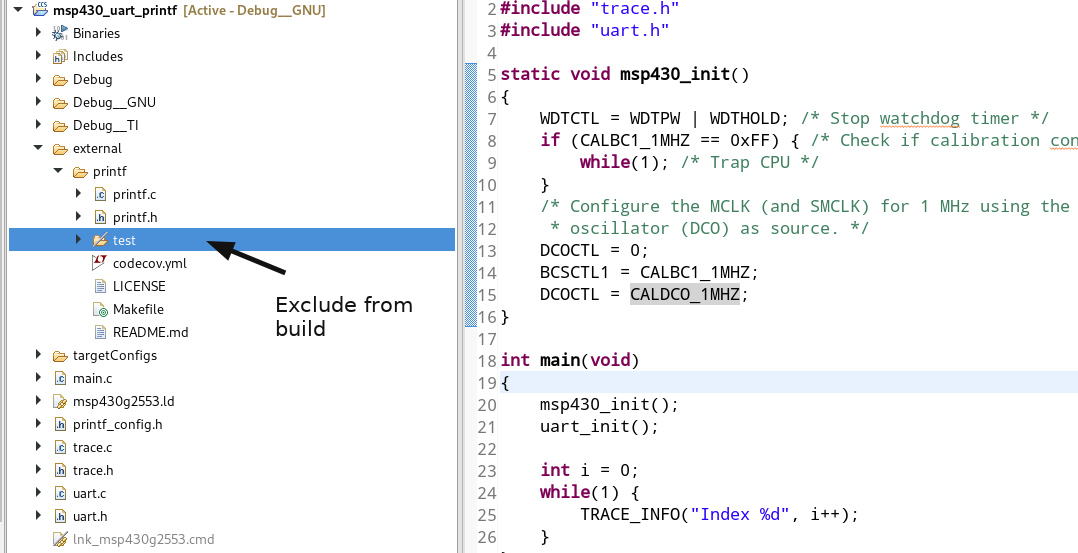 msp430_uart_printf [Active - Debug__GNU]
Binaries
Includes
Debug
Debug__GNU
Debug__TI
external
printf
printf.c
printf.h
test
codecov.yml
LICENSE
Makefile
README.md
targetConfigs
main.c
msp430g2553.ld
printf_config.h
trace.c
trace.h
uart.c
uart.h
lnk_msp430g2553.cmd
Exclude from
build
2 #include "trace.h"
3 #include "uart.h"
4
5 static void msp430_init()
6 {
7 WDTCTL = WDTPW | WDTHOLD; /* Stop watchdog timer */
8 if (CALBC1_1MHZ == 0xFF) { /* Check if calibration con
9 while(1); /* Trap CPU */
10 }
11 /* Configure the MCLK (and SMCLK) for 1 MHz using the
12 * oscillator (DCO) as source. */
13 DCOCTL = 0;
14 BCSCTL1 = CALBC1_1MHZ;
15 DCOCTL = CALDCO_1MHZ;
16 }
17
18 int main(void)
19 {
20 msp430_init();
21 uart_init();
22
23 int i = 0;
24 while(1) {
25 TRACE_INFO("Index %d", i++);
26 }